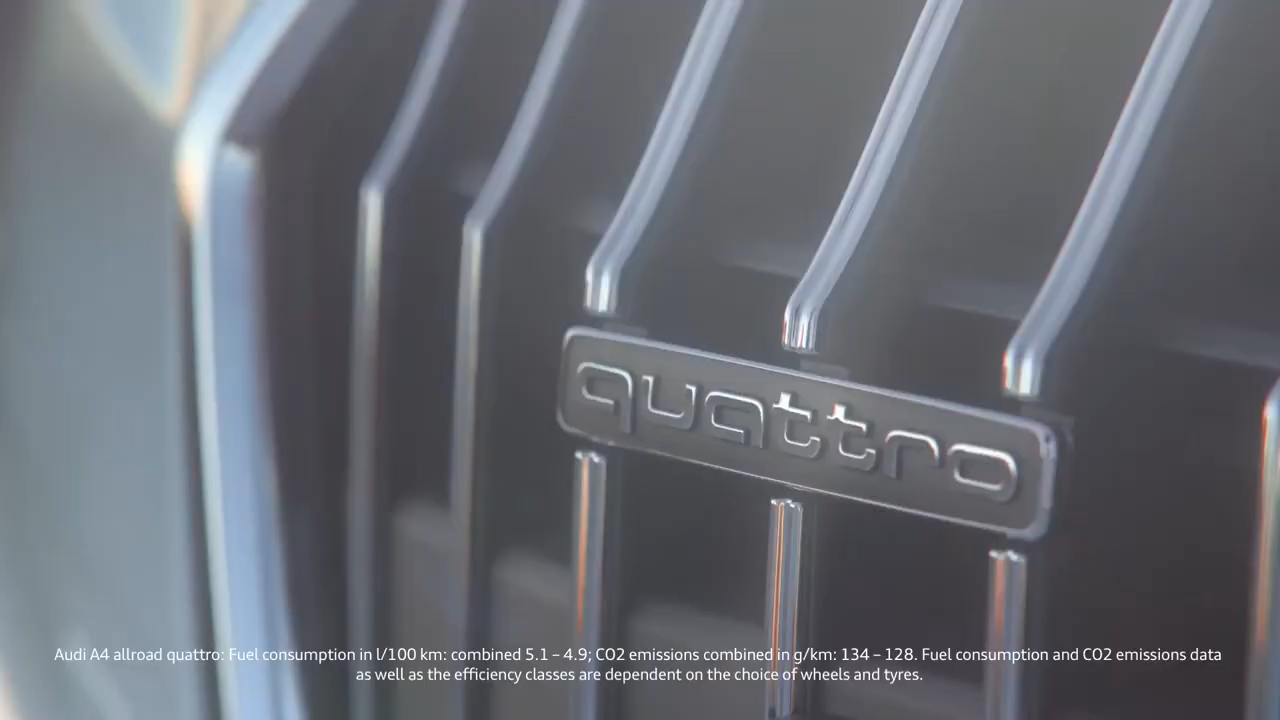 quattro
Audi A4 allroad quattro: Fuel consumption in l/100 km: combined 5.1 – 4.9; CO2 emissions combined in g/km: 134 – 128. Fuel consumption and CO2 emissions data
as well as the efficiency classes are dependent on the choice of wheels and tyres.